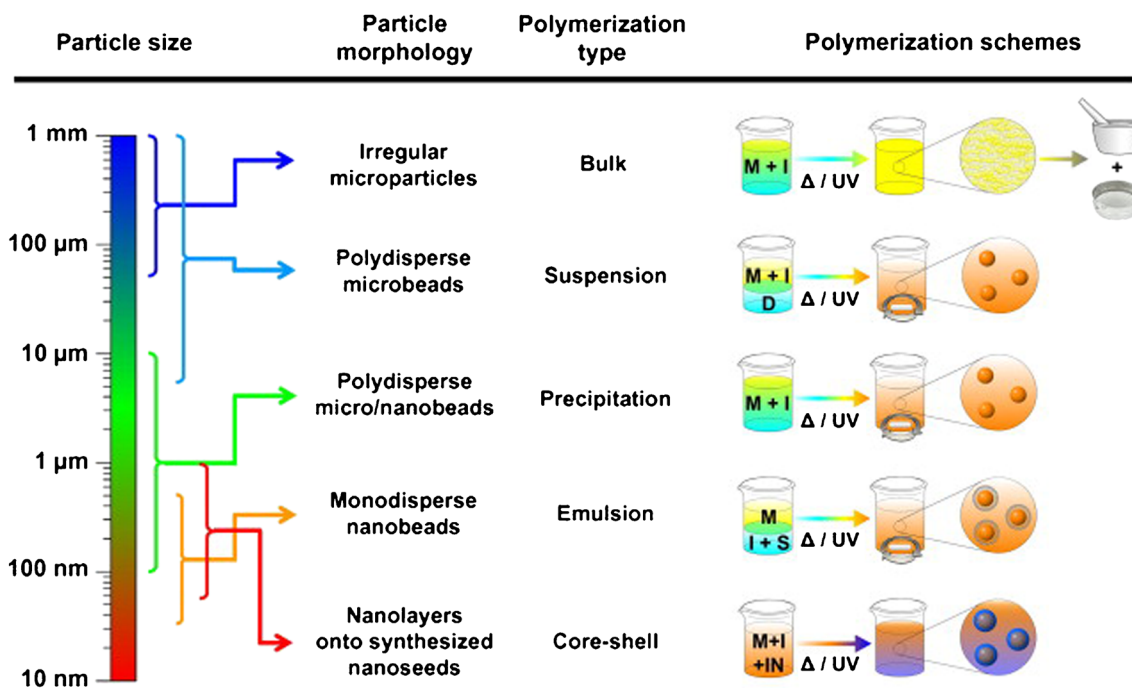 Particle size
Particle
morphology
Polymerization
type
Polymerization schemes
1 mm
100 µm
10 µm
1 µm
100 nm
10 nm
Irregular
microparticles
Bulk
M + I
Δ / UV
+
Polydisperse
microbeads
Suspension
M + I
D
Δ / UV
Polydisperse
micro/nanobeads
Precipitation
M + I
Δ / UV
Monodisperse
nanobeads
Emulsion
M
I + S
Δ / UV
Nanolayers
onto synthesized
nanoseeds
Core-shell
M+I
+IN
Δ / UV